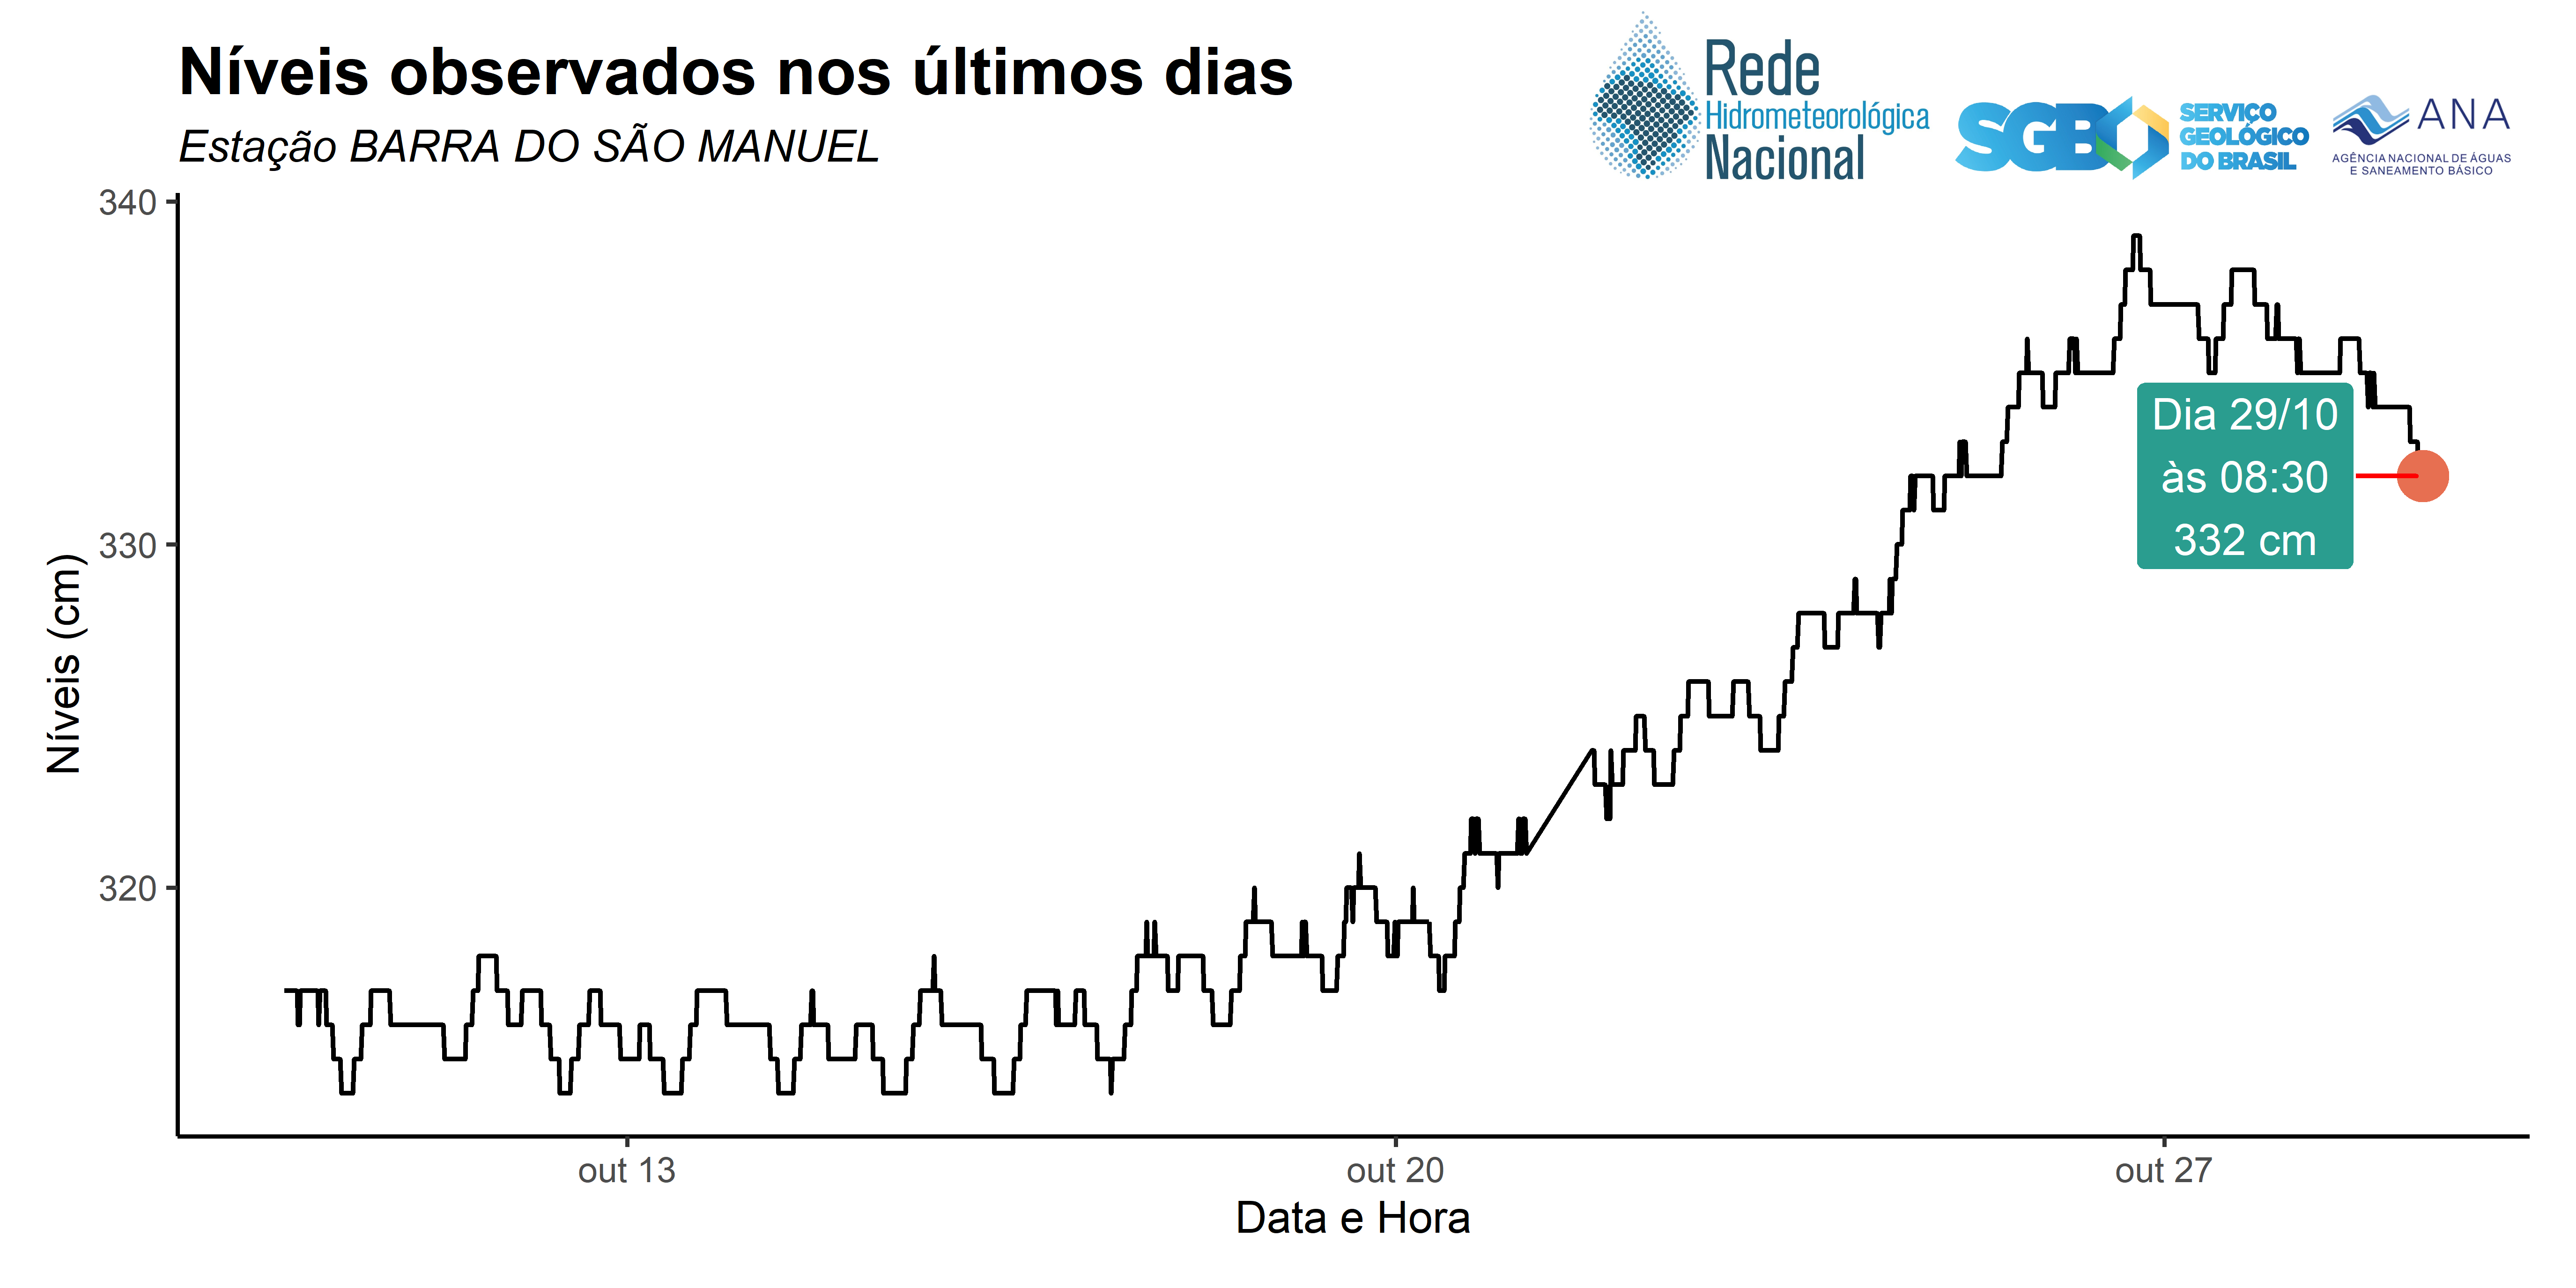 Níveis observados nos últimos dias
Estação BARRA DO SÃO MANUEL
Rede
Hidrometeorológica
Nacional
SGB
SERVIÇO
GEOLÓGICO
DO BRASIL
ANA
AGÊNCIA NACIONAL DE ÁGUAS
E SANEAMENTO BÁSICO
340
330
320
Níveis (cm)
Dia 29/10
às 08:30
332 cm
out 13
out 20
out 27
Data e Hora